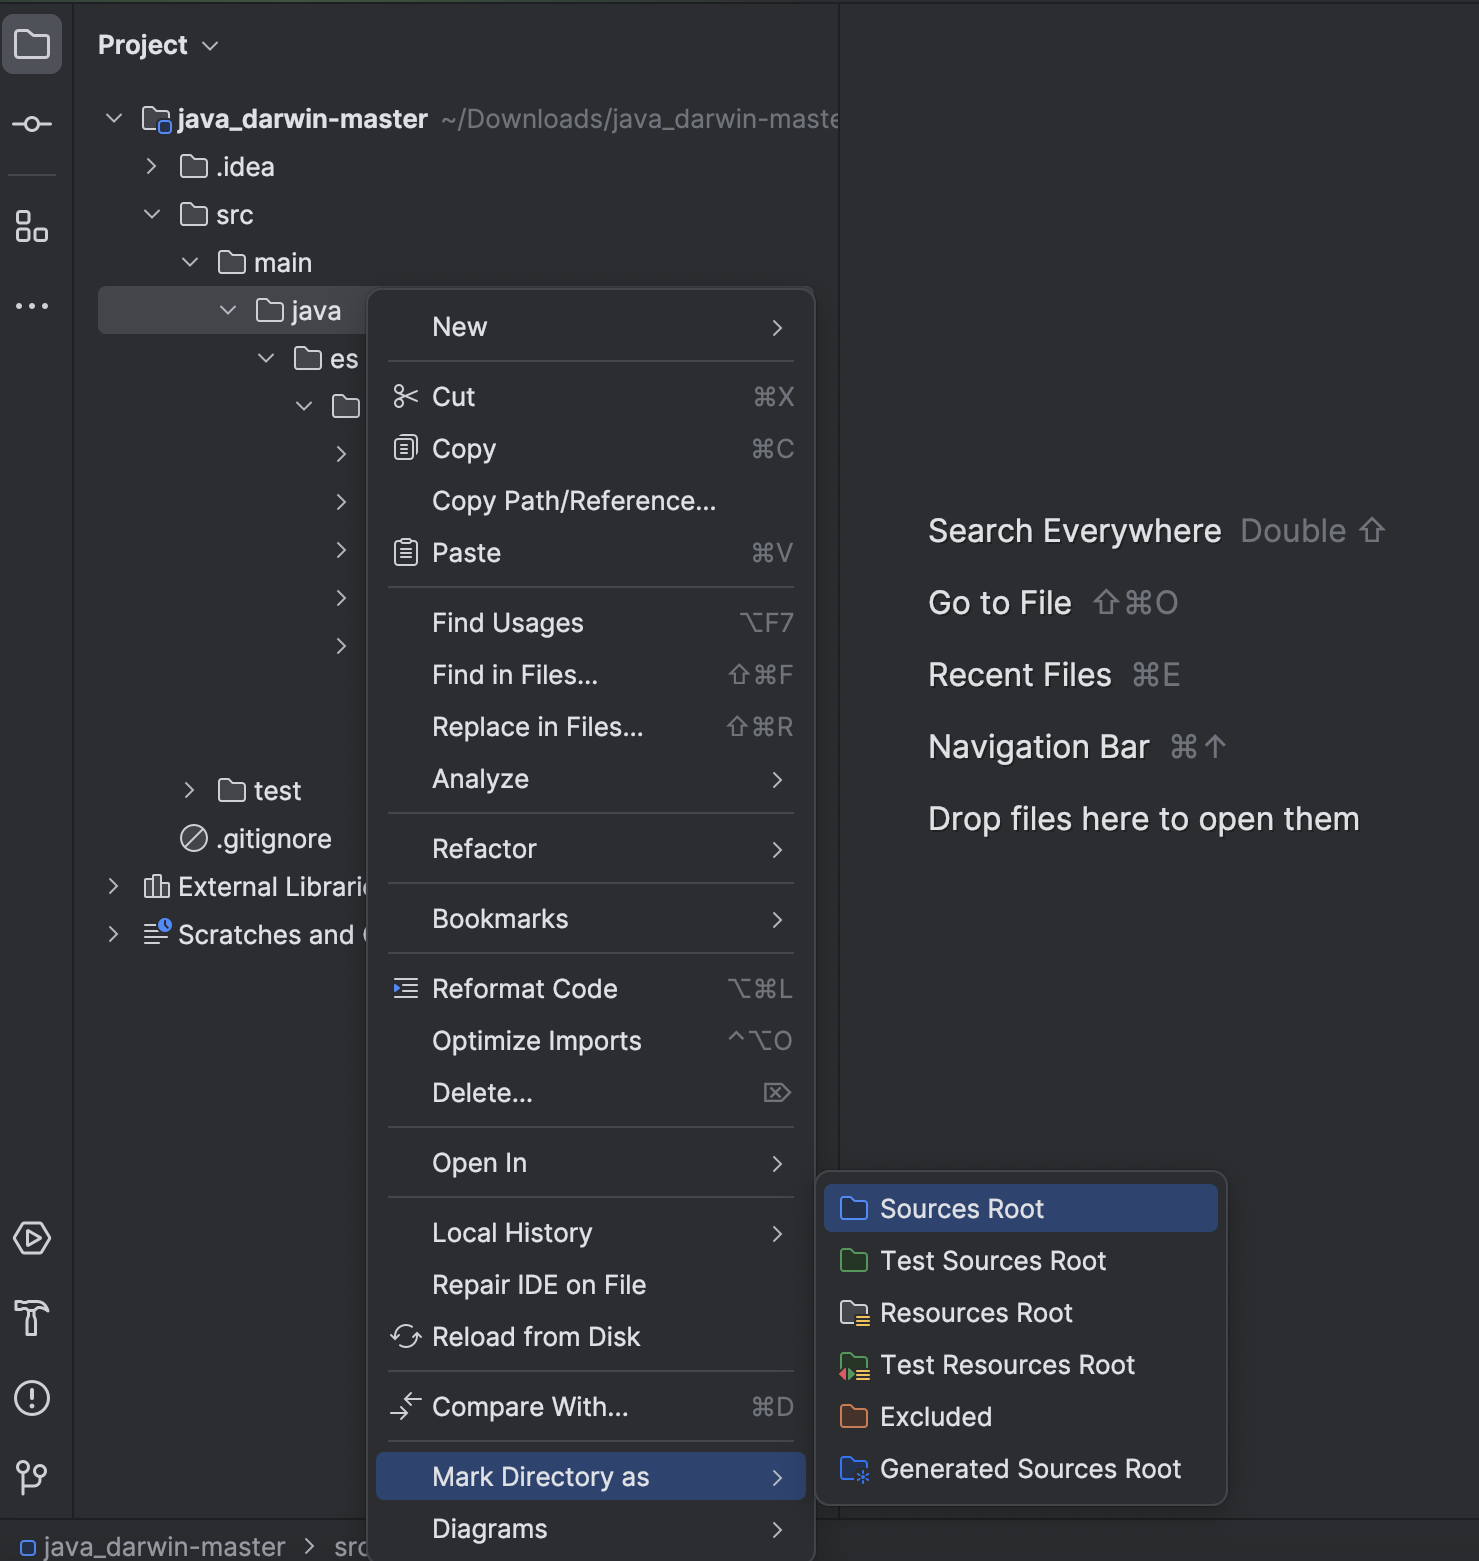 Project
java_darwin-master ~/Downloads/java_darwin-maste
.idea
src
main
java
es
test
.gitignore
External Librari
Scratches and
New
Cut ⌘X
Copy ⌘C
Copy Path/Reference...
Paste ⌘V
Find Usages ⌥F7
Find in Files... ⇧⌘F
Replace in Files... ⇧⌘R
Analyze
Refactor
Bookmarks
Reformat Code ⌥⌘L
Optimize Imports ^⌥O
Delete... ⌦
Open In
Local History
Repair IDE on File
Reload from Disk
Compare With... ⌘D
Mark Directory as
Diagrams
Sources Root
Test Sources Root
Resources Root
Test Resources Root
Excluded
Generated Sources Root
Search Everywhere Double ⇧
Go to File ⇧⌘O
Recent Files ⌘E
Navigation Bar ⌘↑
Drop files here to open them
java_darwin-master > src